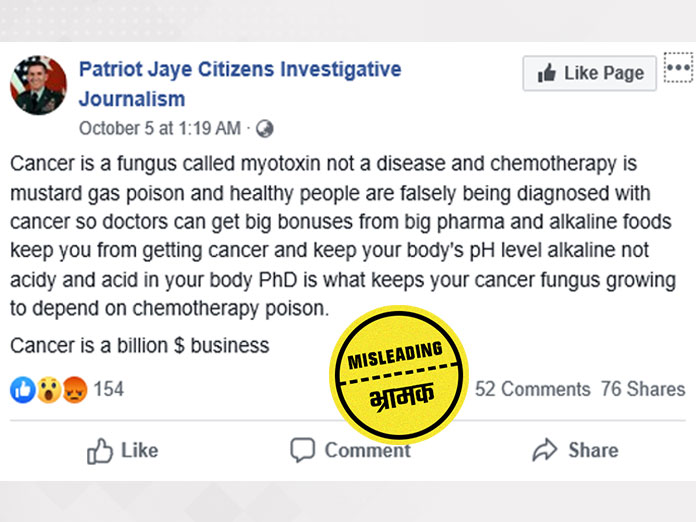 Patriot Jaye Citizens Investigative
Journalism
Like Page
October 5 at 1:19 AM ·
Cancer is a fungus called myotoxin not a disease and chemotherapy is
mustard gas poison and healthy people are falsely being diagnosed with
cancer so doctors can get big bonuses from big pharma and alkaline foods
keep you from getting cancer and keep your body's pH level alkaline not
acidy and acid in your body PhD is what keeps your cancer fungus growing
to depend on chemotherapy poison.
Cancer is a billion $ business
MISLEADING
भ्रामक
154
52 Comments 76 Shares
Like
Comment
Share